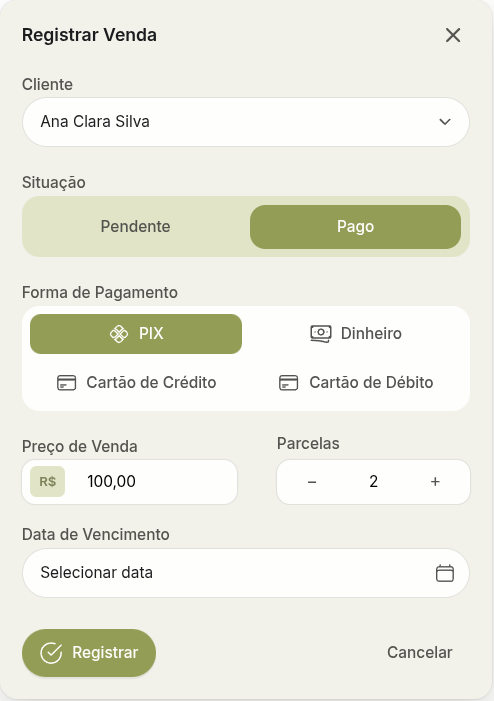 Registrar Venda
Cliente
Ana Clara Silva
Situação
Pendente Pago
Forma de Pagamento
PIX Dinheiro
Cartão de Crédito Cartão de Débito
Preço de Venda Parcelas
R$ 100,00 − 2 +
Data de Vencimento
Selecionar data
Registrar Cancelar